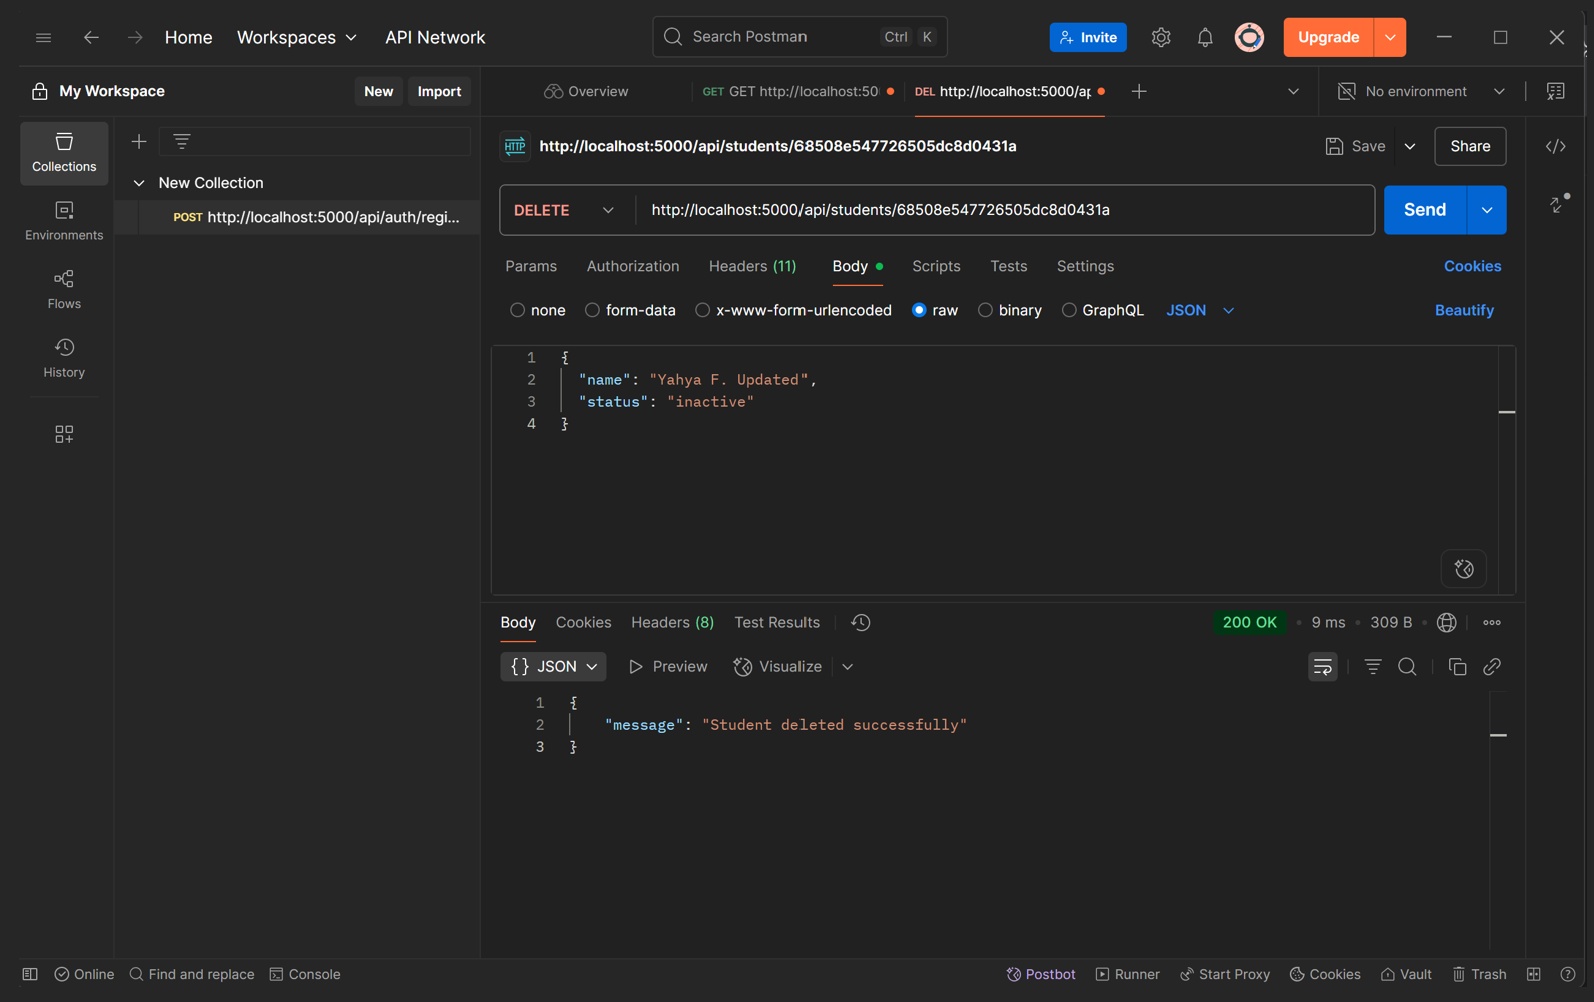 Home Workspaces API Network Search Postman Ctrl K Invite Upgrade
My Workspace New Import Overview GET GET http://localhost:50 DEL http://localhost:5000/ap No environment
Collections
Environments
Flows
History
New Collection
POST http://localhost:5000/api/auth/regi...
HTTP http://localhost:5000/api/students/68508e547726505dc8d0431a Save Share
DELETE http://localhost:5000/api/students/68508e547726505dc8d0431a Send
Params Authorization Headers (11) Body Scripts Tests Settings Cookies
none form-data x-www-form-urlencoded raw binary GraphQL JSON Beautify
1 {
2 "name": "Yahya F. Updated",
3 "status": "inactive"
4 }
Body Cookies Headers (8) Test Results 200 OK 9 ms 309 B
{} JSON Preview Visualize
1 {
2 "message": "Student deleted successfully"
3 }
Online Find and replace Console Postbot Runner Start Proxy Cookies Vault Trash